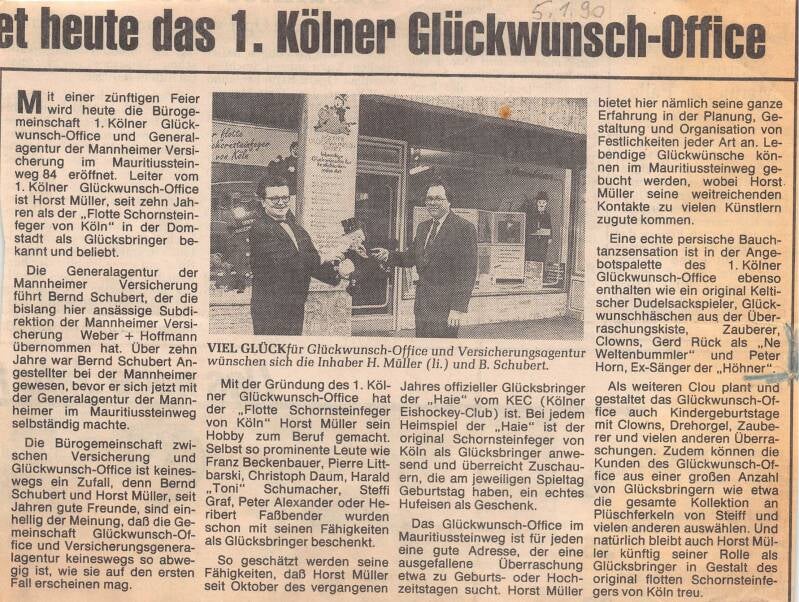 5.1.90
et heute das 1. Kölner Glückwunsch-Office
Mit einer zünftigen Feier
wird heute die Bürogemeinschaft
meinschaft 1. Kölner Glück-
wunsch-Office und General-
agentur der Mannheimer Versi-
cherung im Mauritiusstein-
weg 84 eröffnet. Leiter vom
1. Kölner Glückwunsch-Office
ist Horst Müller, seit zehn Jah-
ren als der „Flotte Schornstein-
feger von Köln" in der Dom-
stadt als Glücksbringer be-
kannt und beliebt.
Die Generalagentur der
Mannheimer Versicherung
führt Bernd Schubert, der die
bislang hier ansässige Subdi-
rektion der Mannheimer Versi-
cherung Weber + Hoffmann
übernommen hat. Über zehn
Jahre war Bernd Schubert An-
gestellter bei der Mannheimer
gewesen, bevor er sich jetzt mit
der Generalagentur der Mann-
heimer im Mauritiussteinweg
selbständig machte.
Die Bürogemeinschaft zwi-
schen Versicherung und
Glückwunsch-Office ist keines-
wegs ein Zufall, denn Bernd
Schubert und Horst Müller, seit
Jahren gute Freunde, sind ein-
hellig der Meinung, daß die Ge-
meinschaft Glückwunsch-Of-
fice und Versicherungsgenera-
lagentur keineswegs so abwe-
gig ist, wie sie auf den ersten
Fall erscheinen mag.
r Flotte
chornsteinfeger
von Köln
VIEL GLÜCK für Glückwunsch-Office und Versicherungsagentur
wünschen sich die Inhaber H. Müller (li.) und B. Schubert.
Mit der Gründung des 1. Köl-
ner Glückwunsch-Office hat
der „Flotte Schornsteinfeger
von Köln" Horst Müller sein
Hobby zum Beruf gemacht.
Selbst so prominente Leute wie
Franz Beckenbauer, Pierre Litt-
barski, Christoph Daum, Harald
„Toni" Schumacher, Steffi
Graf, Peter Alexander oder He-
ribert Faßbender wurden
schon mit seinen Fähigkeiten
als Glücksbringer beschenkt.
So geschätzt werden seine
Fähigkeiten, daß Horst Müller
seit Oktober des vergangenen
Jahres offizieller Glücksbringer
der „Haie" vom KEC (Kölner
Eishockey-Club) ist. Bei jedem
Heimspiel der „Haie" ist der
original Schornsteinfeger von
Köln als Glücksbringer anwe-
send und überreicht Zuschau-
ern, die am jeweiligen Spieltag
Geburtstag haben, ein echtes
Hufeisen als Geschenk.
Das Glückwunsch-Office im
Mauritiussteinweg ist für jeden
eine gute Adresse, der eine
ausgefallene Überraschung
etwa zu Geburts- oder Hoch-
zeitstagen sucht. Horst Müller
bietet hier nämlich seine ganze
Erfahrung in der Planung, Ge-
staltung und Organisation von
Festlichkeiten jeder Art an. Le-
bendige Glückwünsche kön-
nen im Mauritiussteinweg ge-
bucht werden, wobei Horst
Müller seine weitreichenden
Kontakte zu vielen Künstlern
zugute kommen.
Eine echte persische Bauch-
tanzsensation ist in der Ange-
botspalette des 1. Kölner
Glückwunsch-Office ebenso
enthalten wie ein original Kelti-
scher Dudelsackspieler, Glück-
wunschhäschen aus der Über-
raschungskiste, Zauberer,
Clowns, Gerd Rück als „Ne
Weltenbummler" und Peter
Horn, Ex-Sänger der „Höhner".
Als weiteren Clou plant und
gestaltet das Glückwunsch-Of-
fice auch Kindergeburtstage
mit Clowns, Drehorgel, Zaube-
rer und vielen anderen Überra-
schungen. Zudem können die
Kunden des Glückwunsch-Of-
fice aus einer großen Anzahl
von Glücksbringern wie etwa
die gesamte Kollektion an
Plüschferkeln von Steiff und
vielen anderen auswählen. Und
natürlich bleibt auch Horst Mül-
ler künftig seiner Rolle als
Glücksbringer in Gestalt des
original flotten Schornsteinfe-
gers von Köln treu.